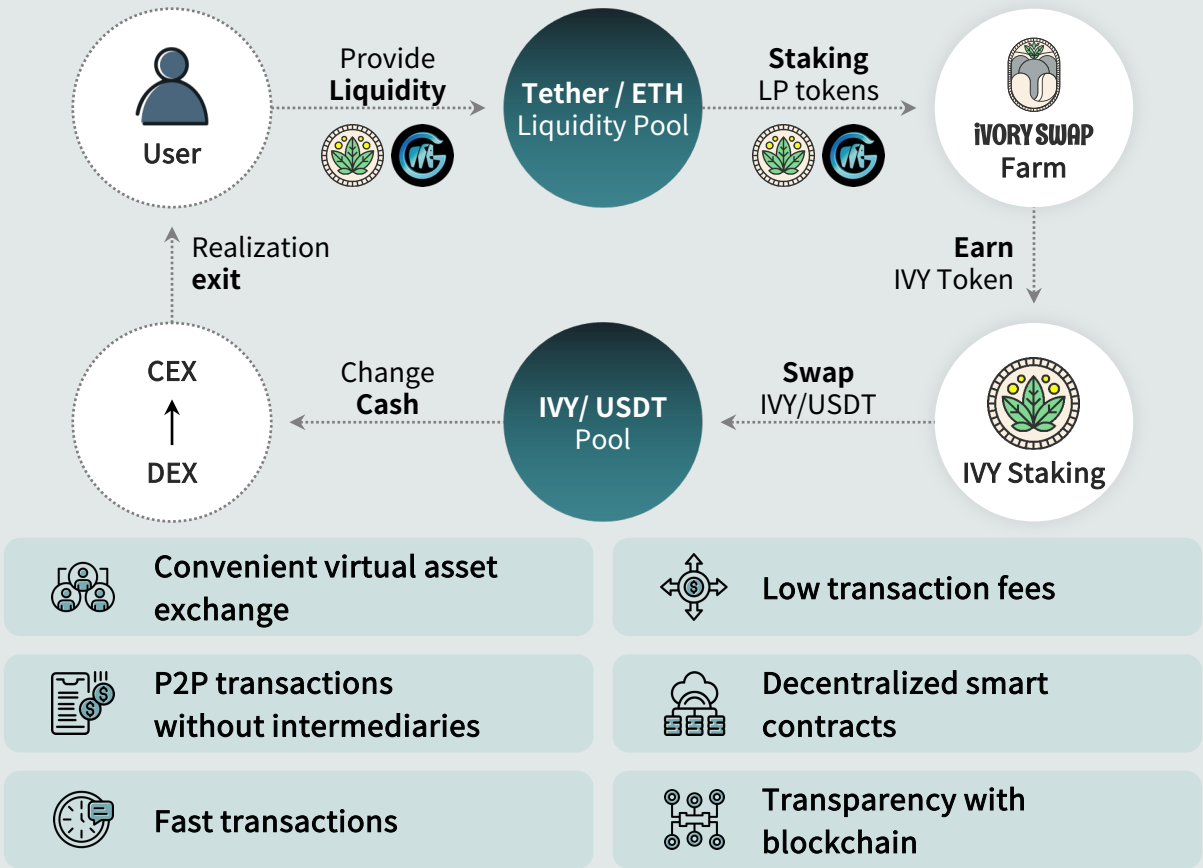 Provide
Liquidity
Staking
LP tokens
User
Tether / ETH
Liquidity Pool
iVORY SWAP
Farm
Realization
exit
Earn
IVY Token
CEX
DEX
Change
Cash
IVY/ USDT
Pool
Swap
IVY/USDT
IVY Staking
Convenient virtual asset
exchange
Low transaction fees
P2P transactions
without intermediaries
Decentralized smart
contracts
Fast transactions
Transparency with
blockchain